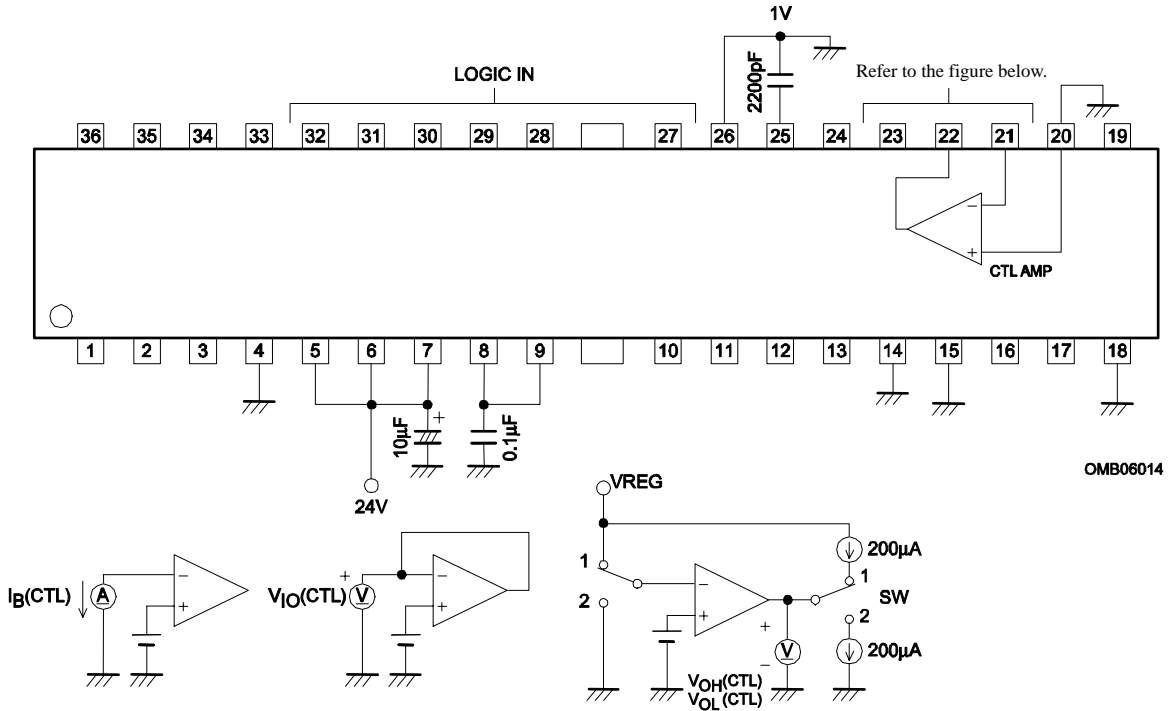 1V
LOGIC IN
2200pF
Refer to the figure below.
36 35 34 33 32 31 30 29 28 27 26 25 24 23 22 21 20 19
−
+
CTL AMP
1 2 3 4 5 6 7 8 9 10 11 12 13 14 15 16 17 18
+
10µF
0.1µF
24V
OMB06014
IB(CTL)
A
−
+
+
VIO(CTL)
V
−
+
VREG
1
2
−
+
200µA
1
SW
2
200µA
+
V
−
VOH(CTL)
VOL(CTL)